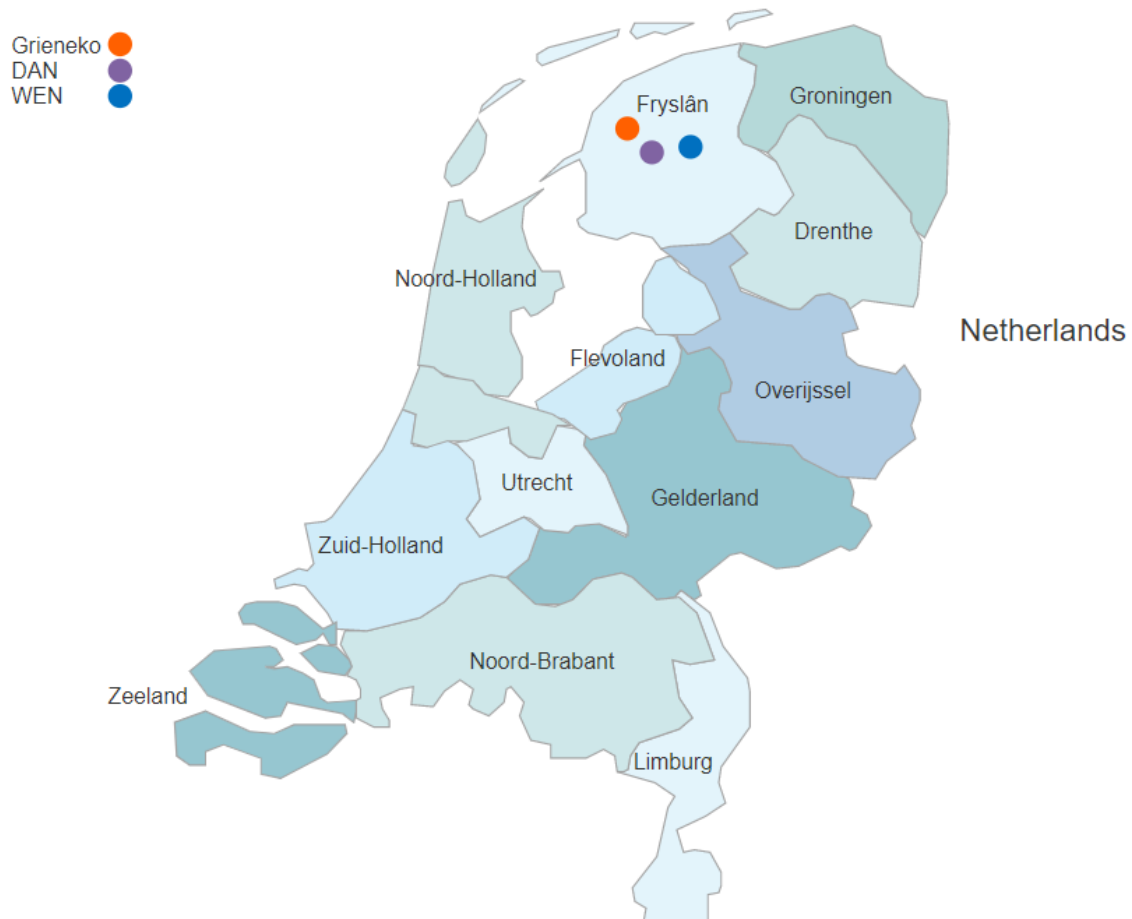 Grieneko
DAN
WEN
Fryslân
Groningen
Drenthe
Noord-Holland
Netherlands
Flevoland
Overijssel
Utrecht
Gelderland
Zuid-Holland
Noord-Brabant
Zeeland
Limburg